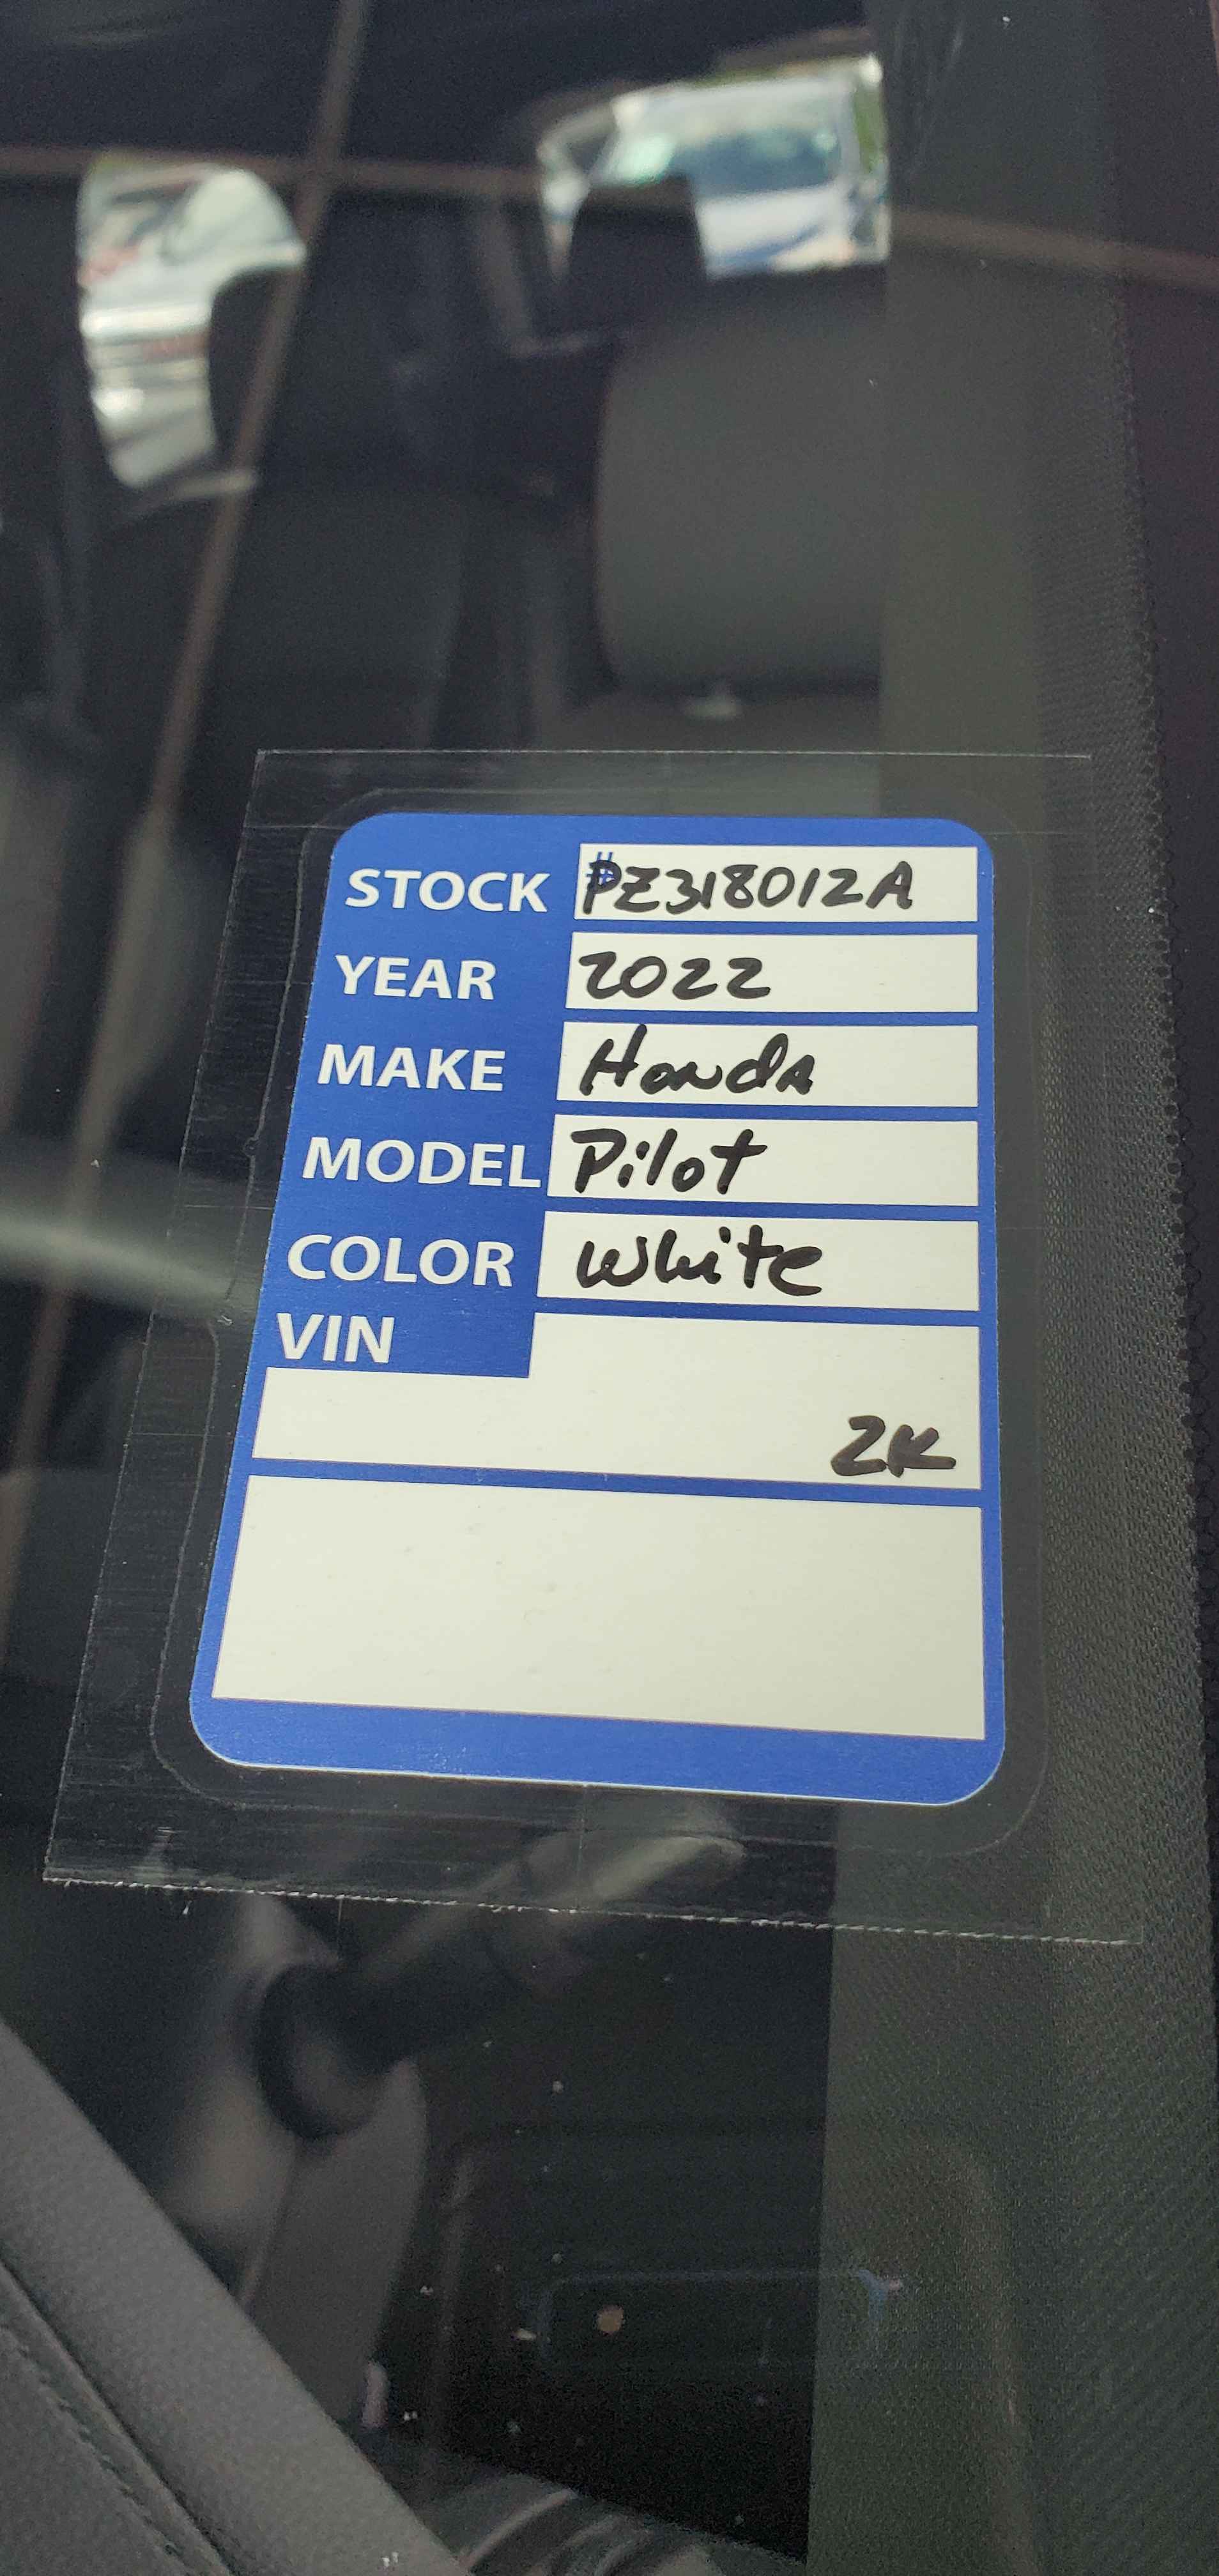 STOCK #PZ318012A
YEAR 2022
MAKE Honda
MODEL Pilot
COLOR White
VIN
2K